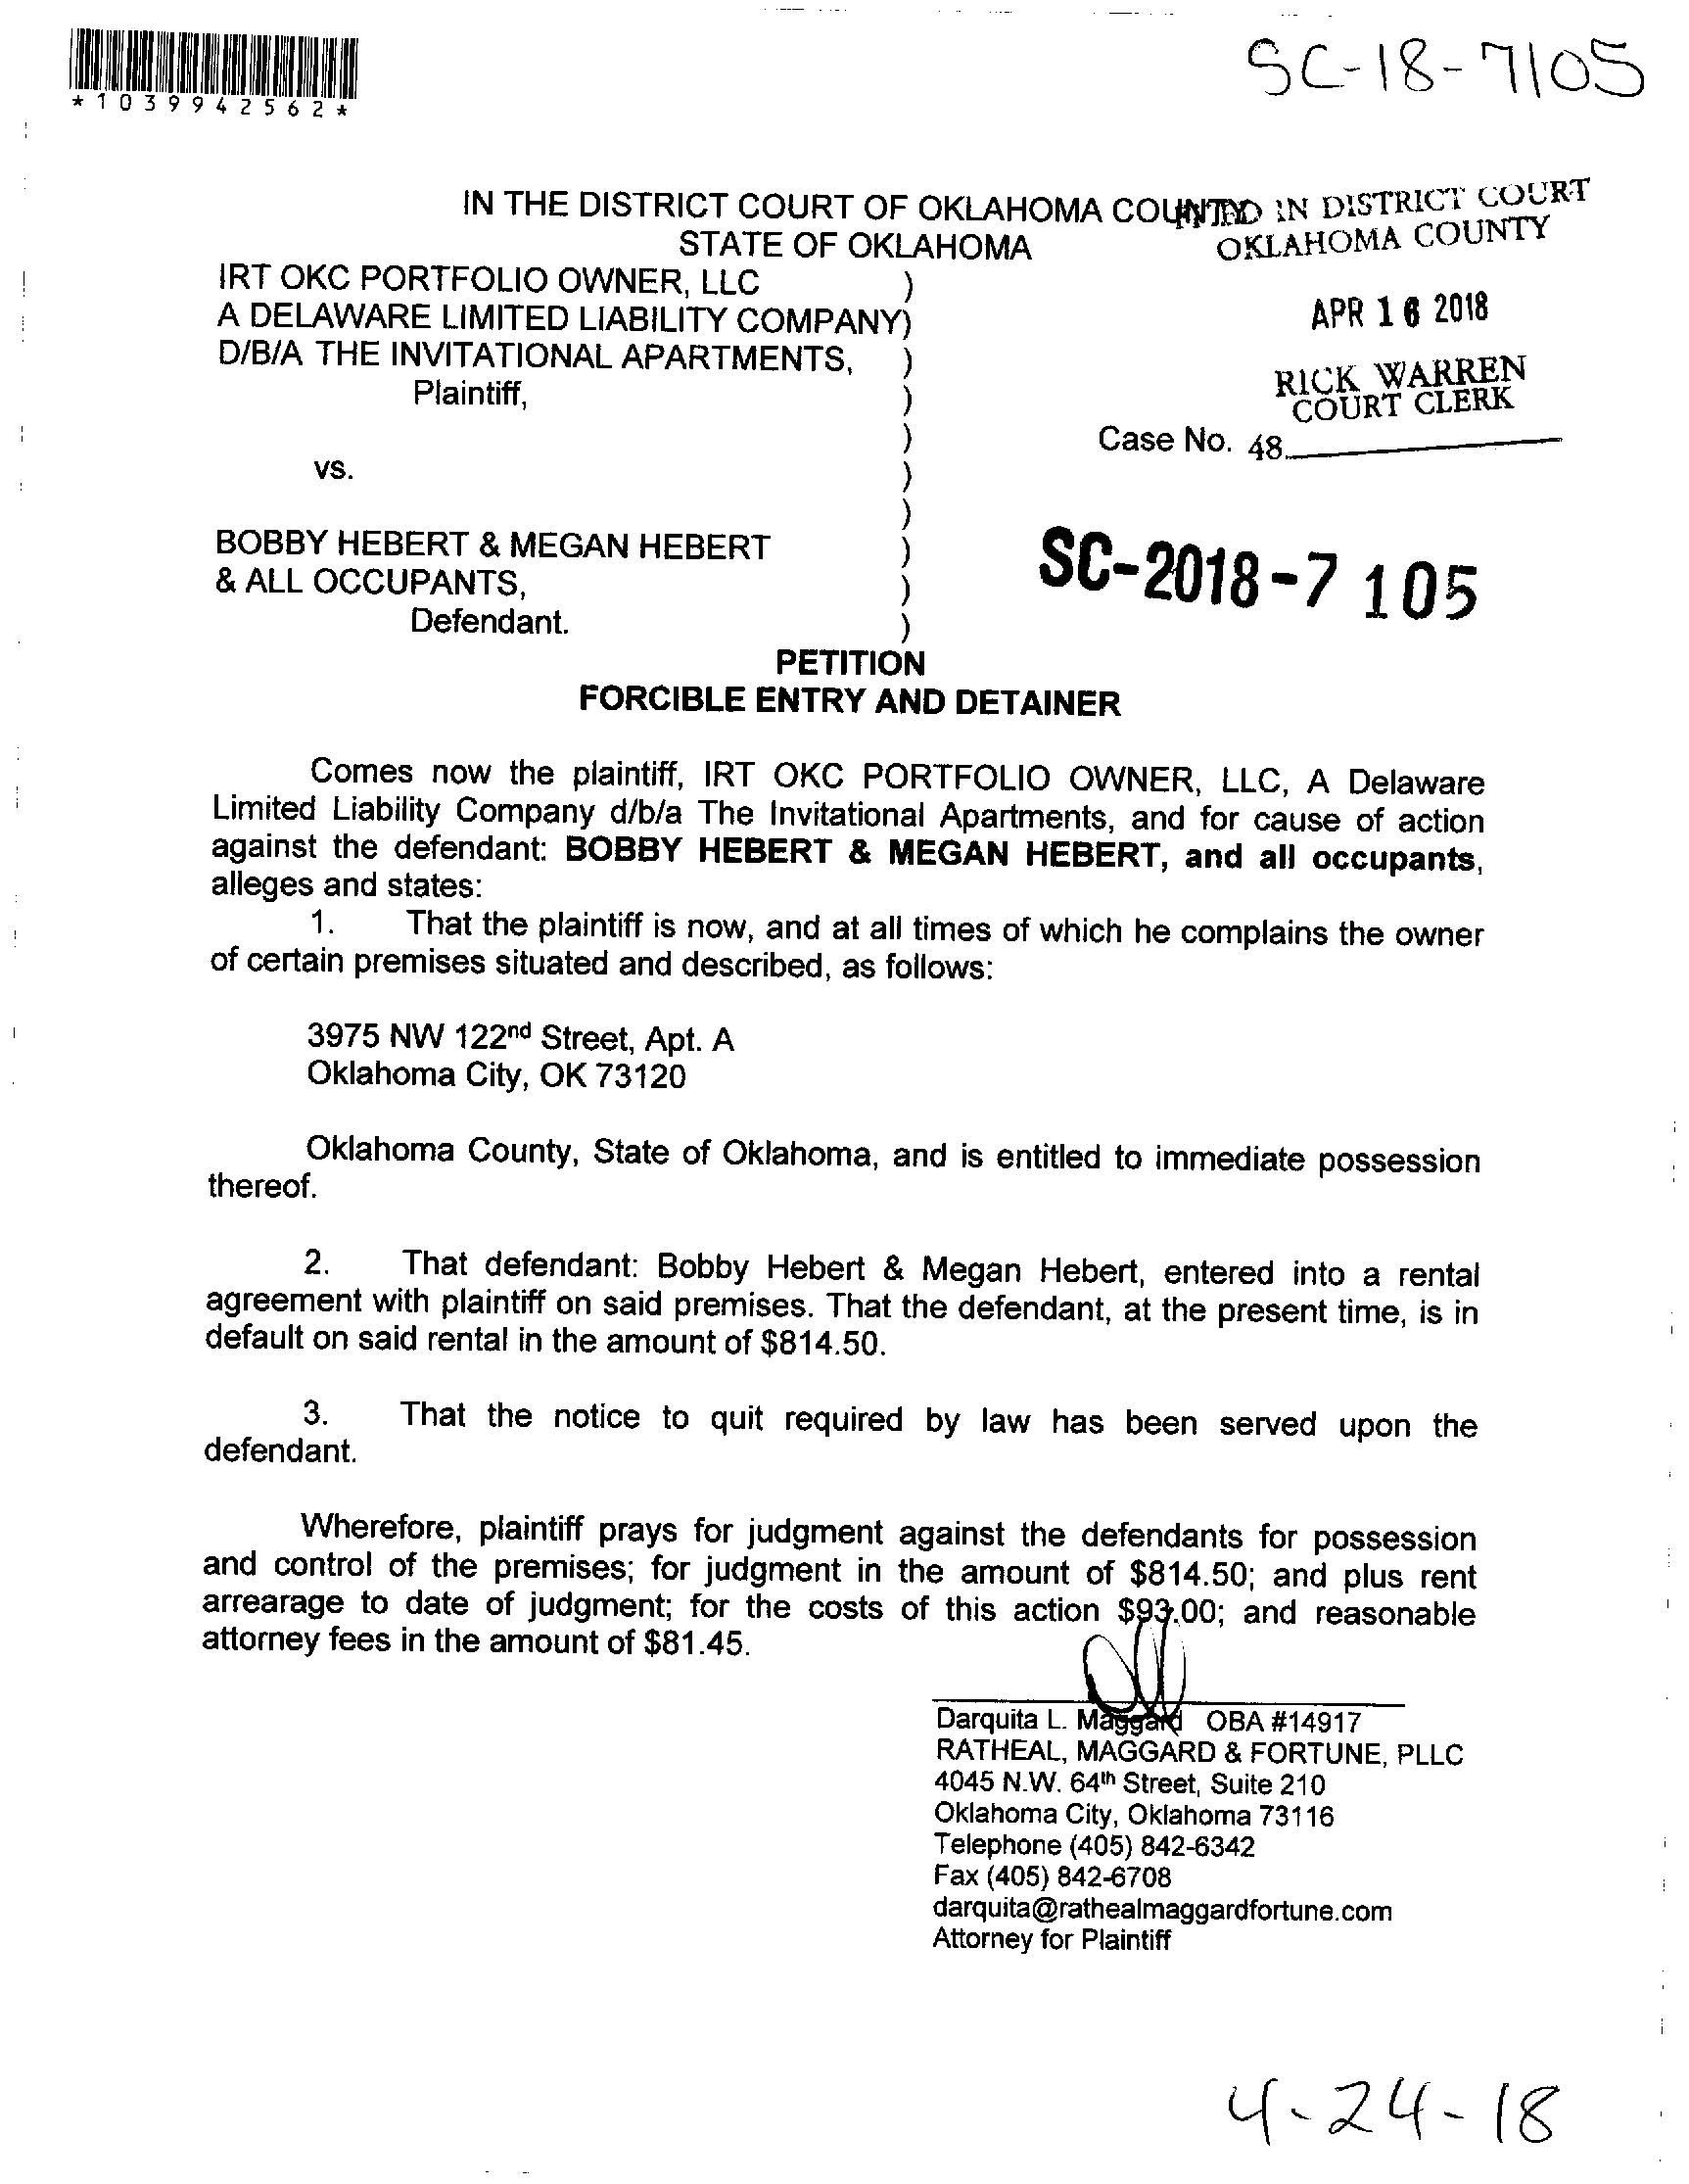 *1039942562*
SC-18-7105
IN THE DISTRICT COURT OF OKLAHOMA COUNTY
IN DISTRICT COURT
STATE OF OKLAHOMA
OKLAHOMA COUNTY
IRT OKC PORTFOLIO OWNER, LLC )
A DELAWARE LIMITED LIABILITY COMPANY)
APR 16 2018
D/B/A THE INVITATIONAL APARTMENTS, )
Plaintiff, )
RICK WARREN
COURT CLERK
)
Case No. 48
vs. )
)
BOBBY HEBERT & MEGAN HEBERT )
& ALL OCCUPANTS, )
SC-2018-7 105
Defendant. )
PETITION
FORCIBLE ENTRY AND DETAINER
Comes now the plaintiff, IRT OKC PORTFOLIO OWNER, LLC, A Delaware
Limited Liability Company d/b/a The Invitational Apartments, and for cause of action
against the defendant: BOBBY HEBERT & MEGAN HEBERT, and all occupants,
alleges and states:
1. That the plaintiff is now, and at all times of which he complains the owner
of certain premises situated and described, as follows:
3975 NW 122nd Street, Apt. A
Oklahoma City, OK 73120
Oklahoma County, State of Oklahoma, and is entitled to immediate possession
thereof.
2. That defendant: Bobby Hebert & Megan Hebert, entered into a rental
agreement with plaintiff on said premises. That the defendant, at the present time, is in
default on said rental in the amount of $814.50.
3. That the notice to quit required by law has been served upon the
defendant.
Wherefore, plaintiff prays for judgment against the defendants for possession
and control of the premises; for judgment in the amount of $814.50; and plus rent
arrearage to date of judgment; for the costs of this action $93.00; and reasonable
attorney fees in the amount of $81.45.
Darquita L. Maggard OBA #14917
RATHEAL, MAGGARD & FORTUNE, PLLC
4045 N.W. 64th Street, Suite 210
Oklahoma City, Oklahoma 73116
Telephone (405) 842-6342
Fax (405) 842-6708
darquita@rathealmaggardfortune.com
Attorney for Plaintiff
4-24-18